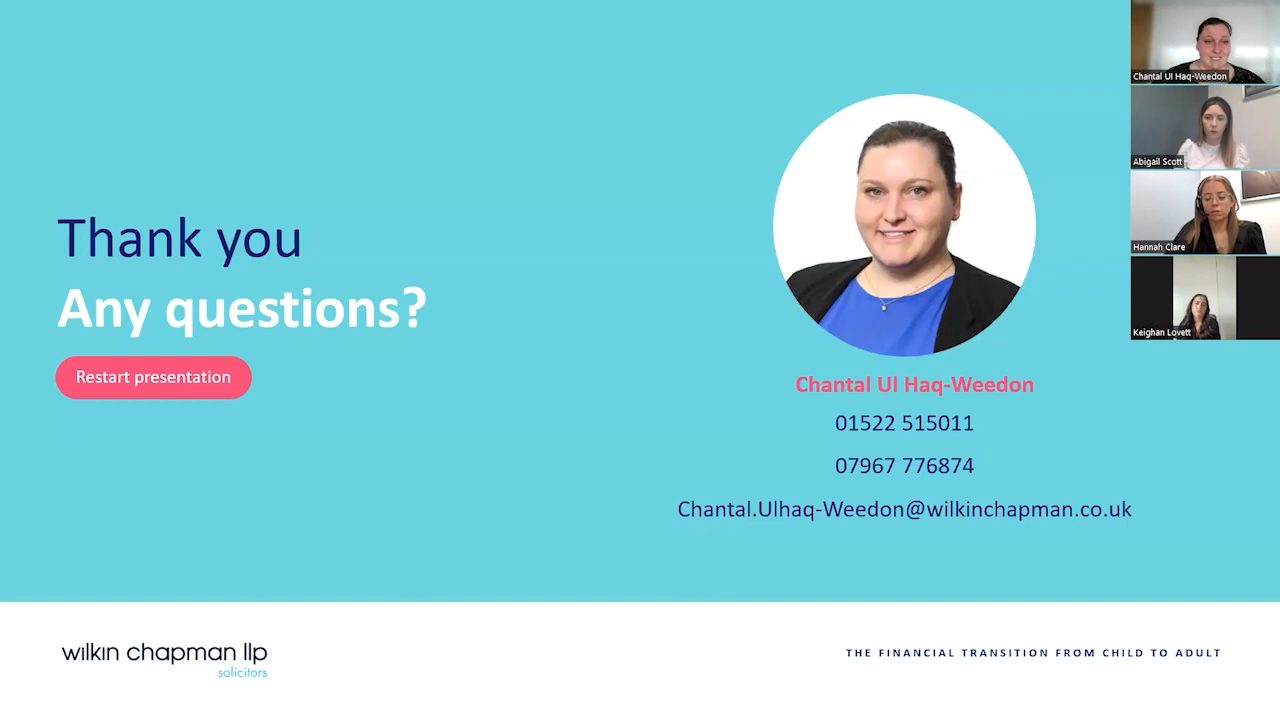 Thank you
Any questions?
Restart presentation
Chantal Ul Haq-Weedon
01522 515011
07967 776874
Chantal.Ulhaq-Weedon@wilkinchapman.co.uk
Chantal Ul Haq-Weedon
Abigail Scott
Hannah Clare
Keighan Lovett
wilkin chapman llp
solicitors
THE FINANCIAL TRANSITION FROM CHILD TO ADULT